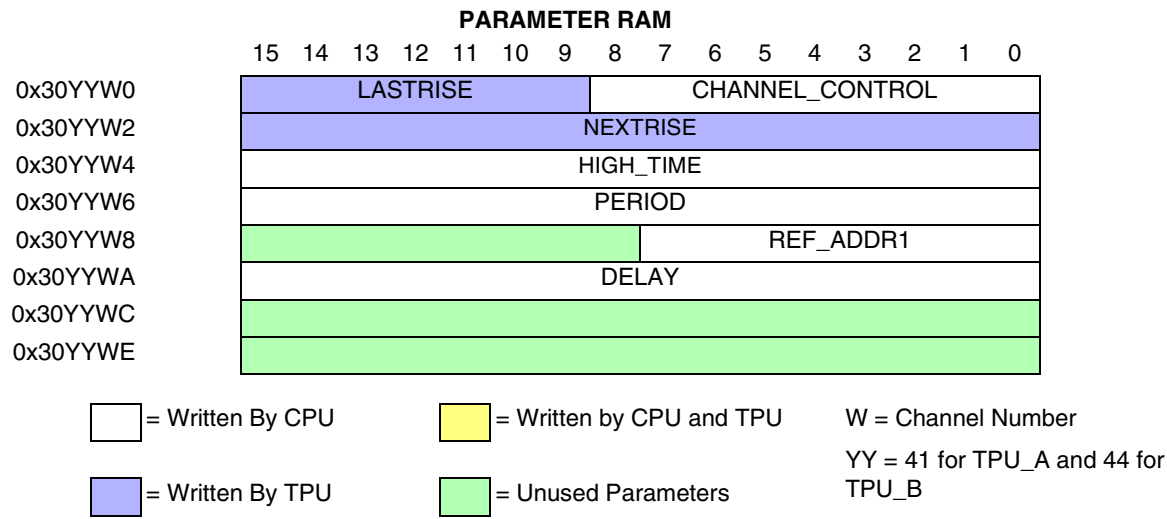 PARAMETER RAM
15 14 13 12 11 10 9 8 7 6 5 4 3 2 1 0
0x30YYW0 LASTRISE CHANNEL_CONTROL
0x30YYW2 NEXTRISE
0x30YYW4 HIGH_TIME
0x30YYW6 PERIOD
0x30YYW8 REF_ADDR1
0x30YYWA DELAY
0x30YYWC
0x30YYWE
= Written By CPU = Written by CPU and TPU W = Channel Number
= Written By TPU = Unused Parameters YY = 41 for TPU_A and 44 for
TPU_B